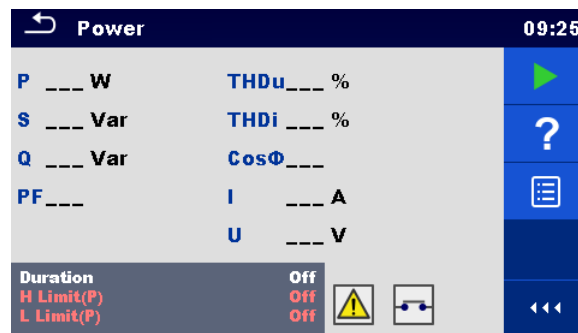 Power 09:25
P ___ W THDu___ %
S ___ Var THDi ___ %
Q ___ Var CosΦ___
PF___ I ___ A
U ___ V
?
Duration Off
H Limit(P) Off
L Limit(P) Off